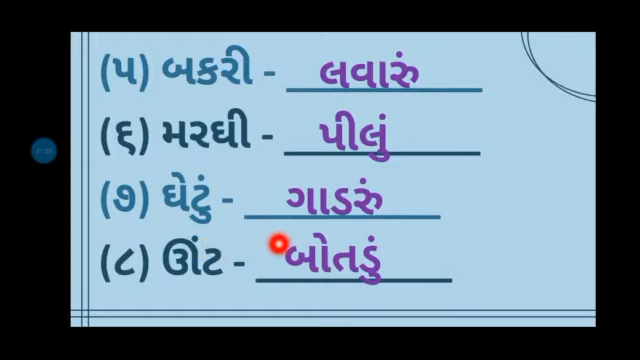 (૫) બકરી - લવારું
(૬) મરઘી - પીલું
(૭) ઘેટું - ગાડરું
(૮) ઊંટ - બોતડું